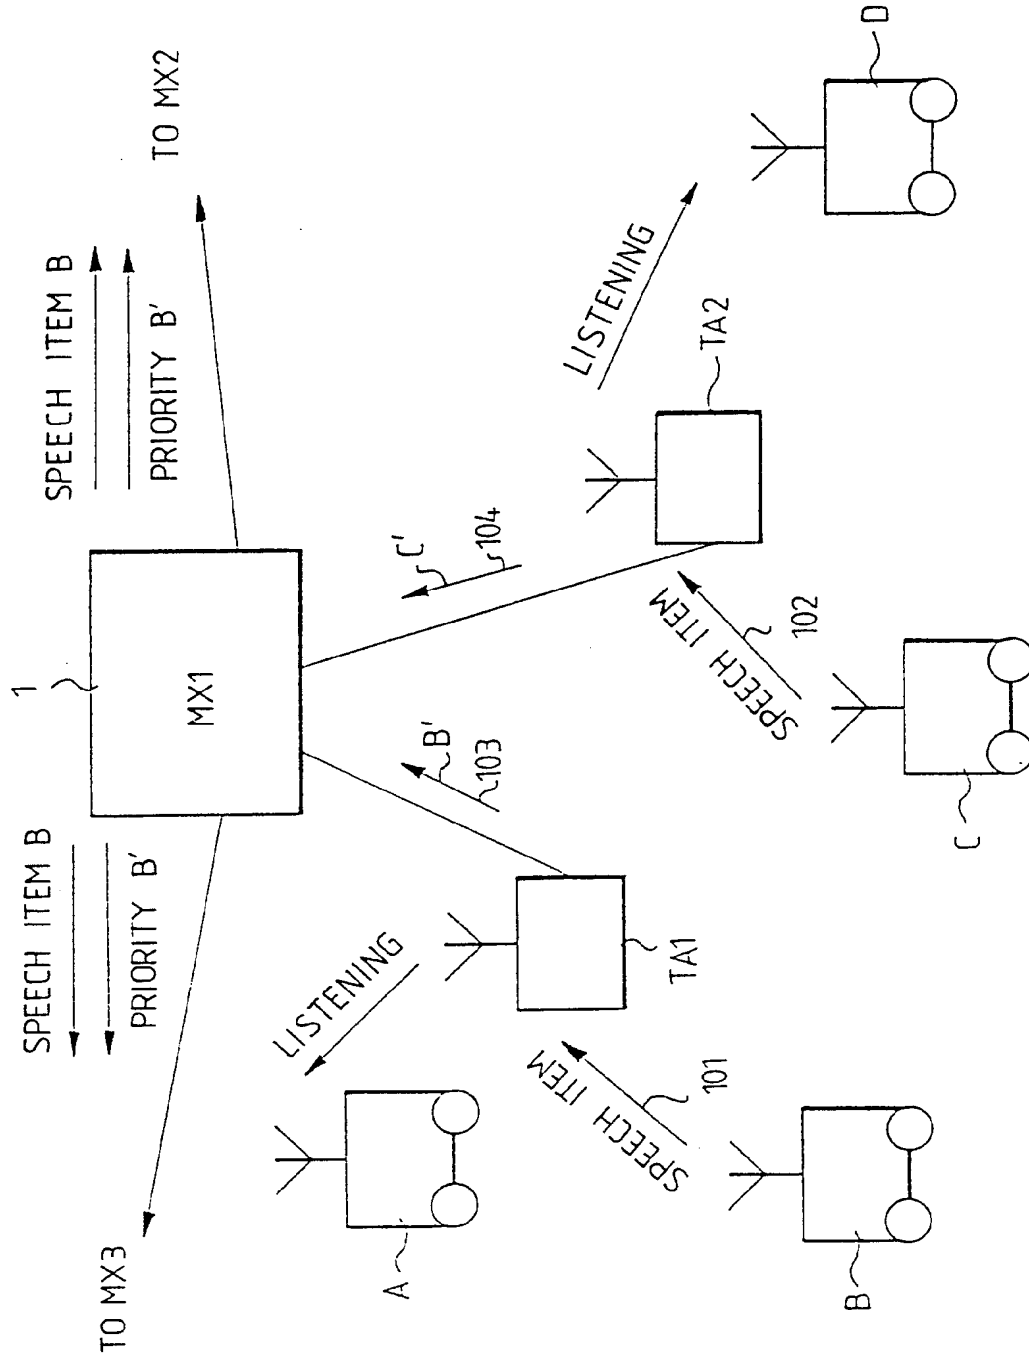 TO MX3
SPEECH ITEM B
PRIORITY B'
1
MX1
SPEECH ITEM B
PRIORITY B'
TO MX2
A
LISTENING
B'
103
C'
104
TA1
TA2
LISTENING
D
SPEECH ITEM
101
B
SPEECH ITEM
102
C